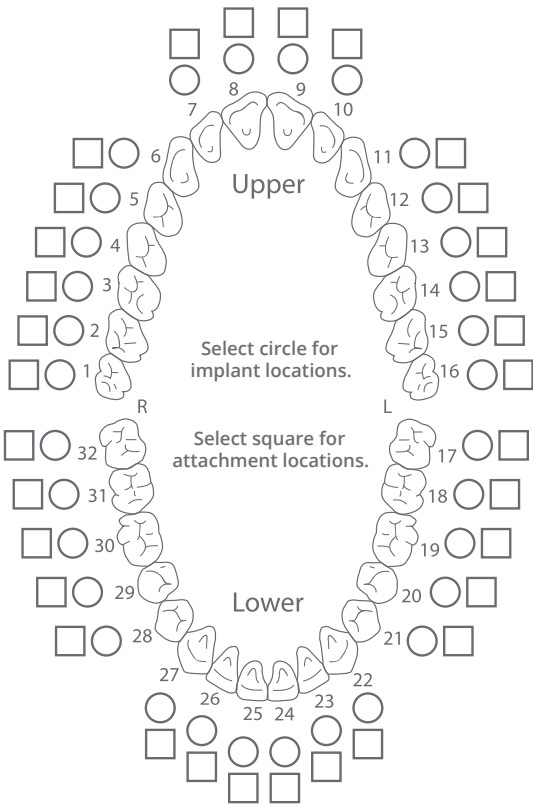 8 9
7 10
6 11
Upper
5 12
4 13
3 14
2 15
Select circle for
implant locations.
1 16
R L
Select square for
attachment locations.
32 17
31 18
30 19
29 20
Lower
28 21
27 22
26 23
25 24